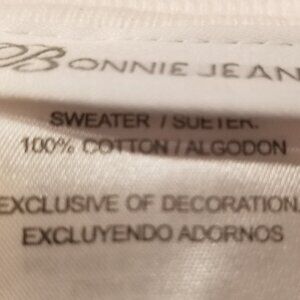 BONNIE JEAN
SWEATER / SUETER.
100% COTTON / ALGODON
EXCLUSIVE OF DECORATION.
EXCLUYENDO ADORNOS